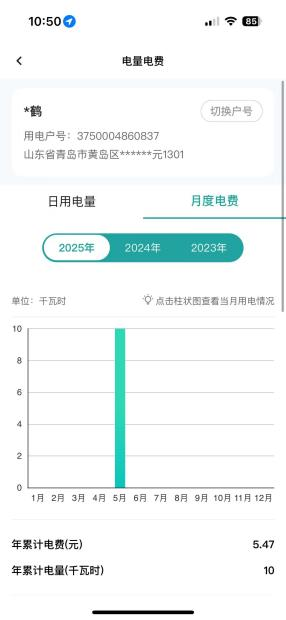 10:50
85
电量电费
*鹤
切换户号
用电户号：3750004860837
山东省青岛市黄岛区******元1301
日用电量
月度电费
2025年
2024年
2023年
单位：千瓦时
点击柱状图查看当月用电情况
10
8
6
4
2
0
1月 2月 3月 4月 5月 6月 7月 8月 9月 10月 11月 12月
年累计电费(元) 5.47
年累计电量(千瓦时) 10